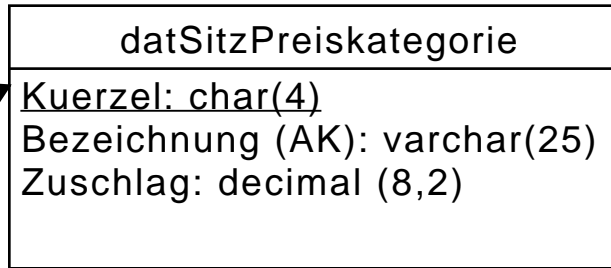 datSitzPreiskategorie
Kuerzel: char(4)
Bezeichnung (AK): varchar(25)
Zuschlag: decimal (8,2)